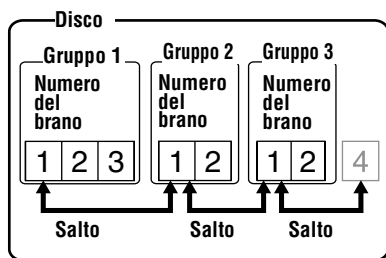 Disco
Gruppo 1 Gruppo 2 Gruppo 3
Numero del brano Numero del brano Numero del brano
1 2 3 1 2 1 2 4
Salto Salto Salto